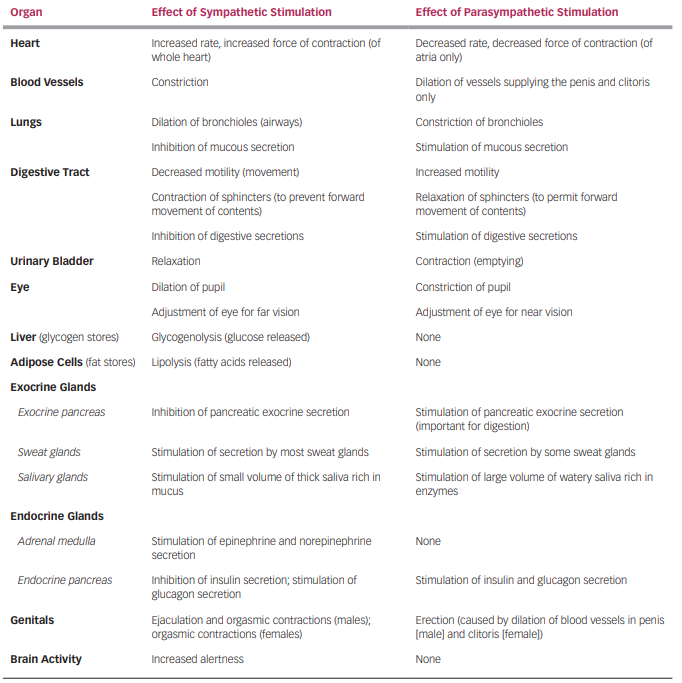 Organ Effect of Sympathetic Stimulation Effect of Parasympathetic Stimulation
Heart Increased rate, increased force of contraction (of whole heart) Decreased rate, decreased force of contraction (of atria only)
Blood Vessels Constriction Dilation of vessels supplying the penis and clitoris only
Lungs Dilation of bronchioles (airways) Constriction of bronchioles
Inhibition of mucous secretion Stimulation of mucous secretion
Digestive Tract Decreased motility (movement) Increased motility
Contraction of sphincters (to prevent forward movement of contents) Relaxation of sphincters (to permit forward movement of contents)
Inhibition of digestive secretions Stimulation of digestive secretions
Urinary Bladder Relaxation Contraction (emptying)
Eye Dilation of pupil Constriction of pupil
Adjustment of eye for far vision Adjustment of eye for near vision
Liver (glycogen stores) Glycogenolysis (glucose released) None
Adipose Cells (fat stores) Lipolysis (fatty acids released) None
Exocrine Glands
Exocrine pancreas Inhibition of pancreatic exocrine secretion Stimulation of pancreatic exocrine secretion (important for digestion)
Sweat glands Stimulation of secretion by most sweat glands Stimulation of secretion by some sweat glands
Salivary glands Stimulation of small volume of thick saliva rich in mucus Stimulation of large volume of watery saliva rich in enzymes
Endocrine Glands
Adrenal medulla Stimulation of epinephrine and norepinephrine secretion None
Endocrine pancreas Inhibition of insulin secretion; stimulation of glucagon secretion Stimulation of insulin and glucagon secretion
Genitals Ejaculation and orgasmic contractions (males); orgasmic contractions (females) Erection (caused by dilation of blood vessels in penis [male] and clitoris [female])
Brain Activity Increased alertness None